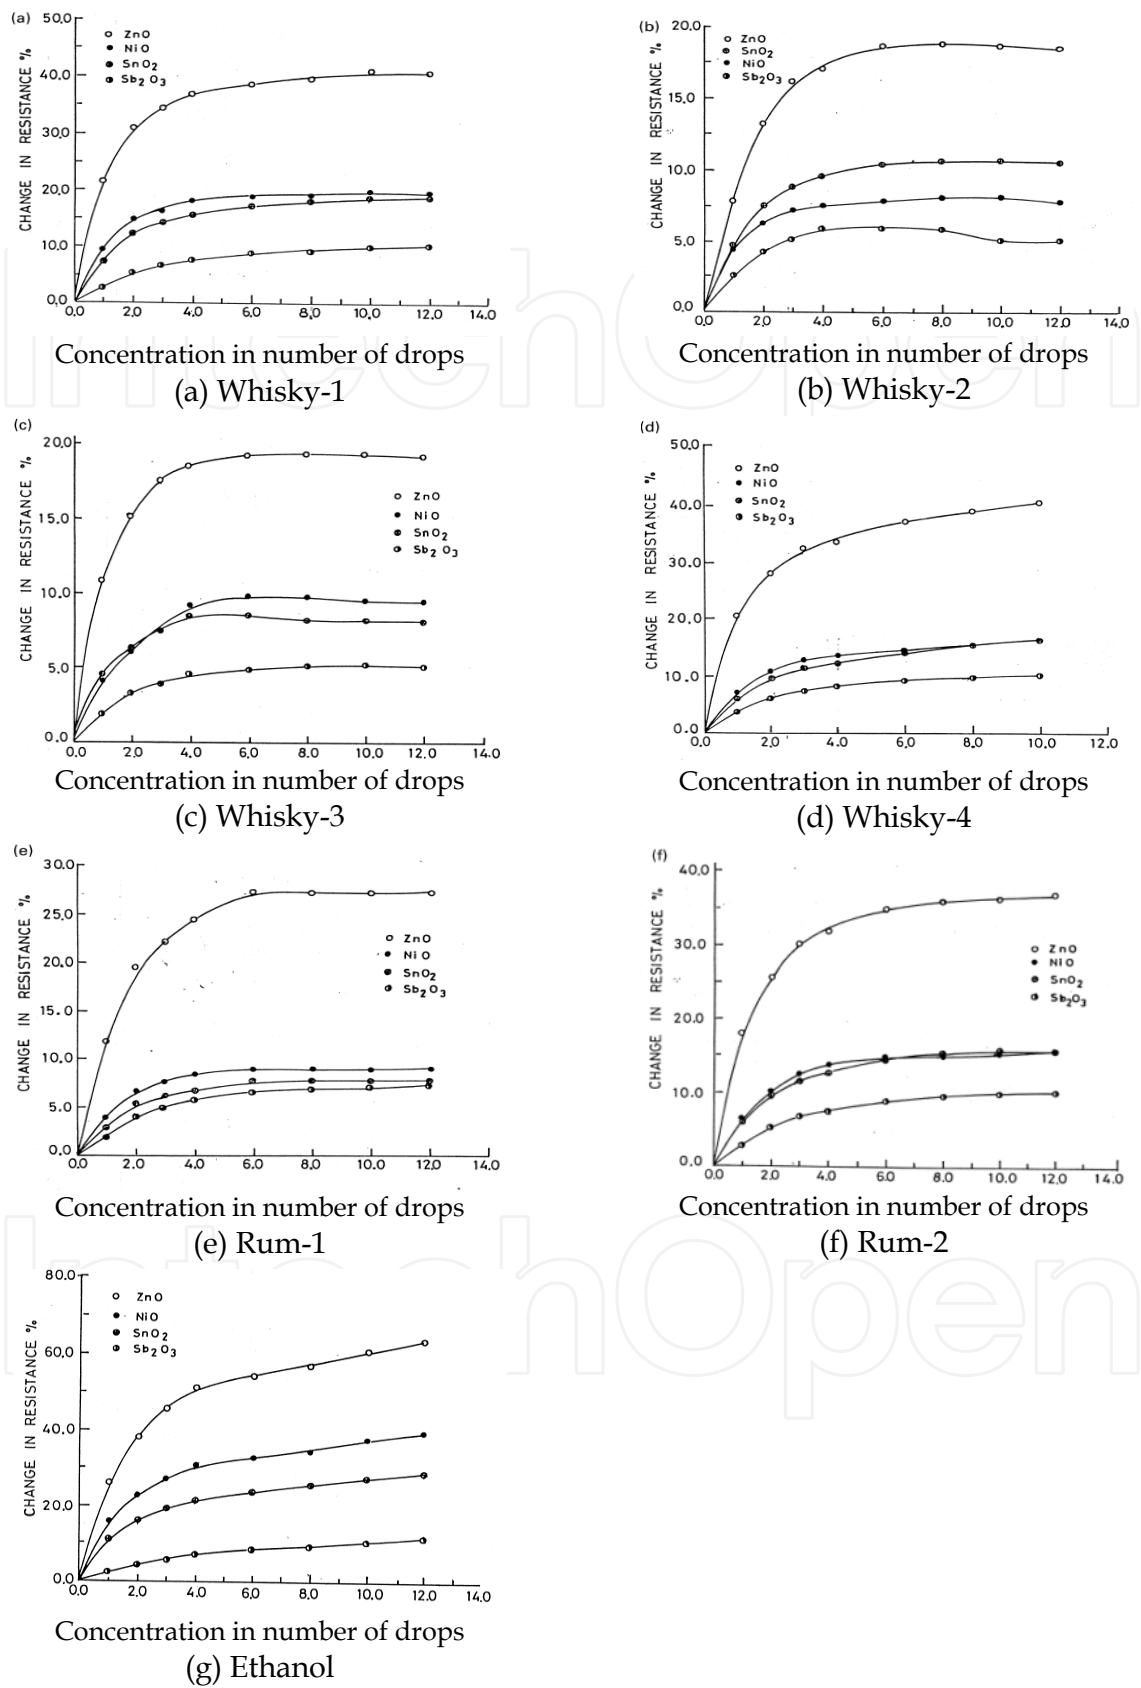 (a)
50.0
40.0
30.0
20.0
10.0
0.0
CHANGE IN RESISTANCE %
ZnO
NiO
SnO2
Sb2O3
0.0 2.0 4.0 6.0 8.0 10.0 12.0 14.0
Concentration in number of drops
(a) Whisky-1
(b)
20.0
15.0
10.0
5.0
0.0
CHANGE IN RESISTANCE %
ZnO
SnO2
NiO
Sb2O3
0.0 2.0 4.0 6.0 8.0 10.0 12.0 14.0
Concentration in number of drops
(b) Whisky-2
(c)
20.0
15.0
10.0
5.0
0.0
CHANGE IN RESISTANCE %
ZnO
NiO
SnO2
Sb2O3
0.0 2.0 4.0 6.0 8.0 10.0 12.0 14.0
Concentration in number of drops
(c) Whisky-3
(d)
50.0
40.0
30.0
20.0
10.0
0.0
CHANGE IN RESISTANCE %
ZnO
NiO
SnO2
Sb2O3
0.0 2.0 4.0 6.0 8.0 10.0 12.0
Concentration in number of drops
(d) Whisky-4
(e)
30.0
25.0
20.0
15.0
10.0
5.0
0.0
CHANGE IN RESISTANCE %
ZnO
NiO
SnO2
Sb2O3
0.0 2.0 4.0 6.0 8.0 10.0 12.0 14.0
Concentration in number of drops
(e) Rum-1
(f)
40.0
30.0
20.0
10.0
0.0
CHANGE IN RESISTANCE %
ZnO
NiO
SnO2
Sb2O3
0.0 2.0 4.0 6.0 8.0 10.0 12.0 14.0
Concentration in number of drops
(f) Rum-2
80.0
60.0
40.0
20.0
0.0
CHANGE IN RESISTANCE %
ZnO
NiO
SnO2
Sb2O3
0.0 2.0 4.0 6.0 8.0 10.0 12.0 14.0
Concentration in number of drops
(g) Ethanol
IntechOpen
IntechOpen